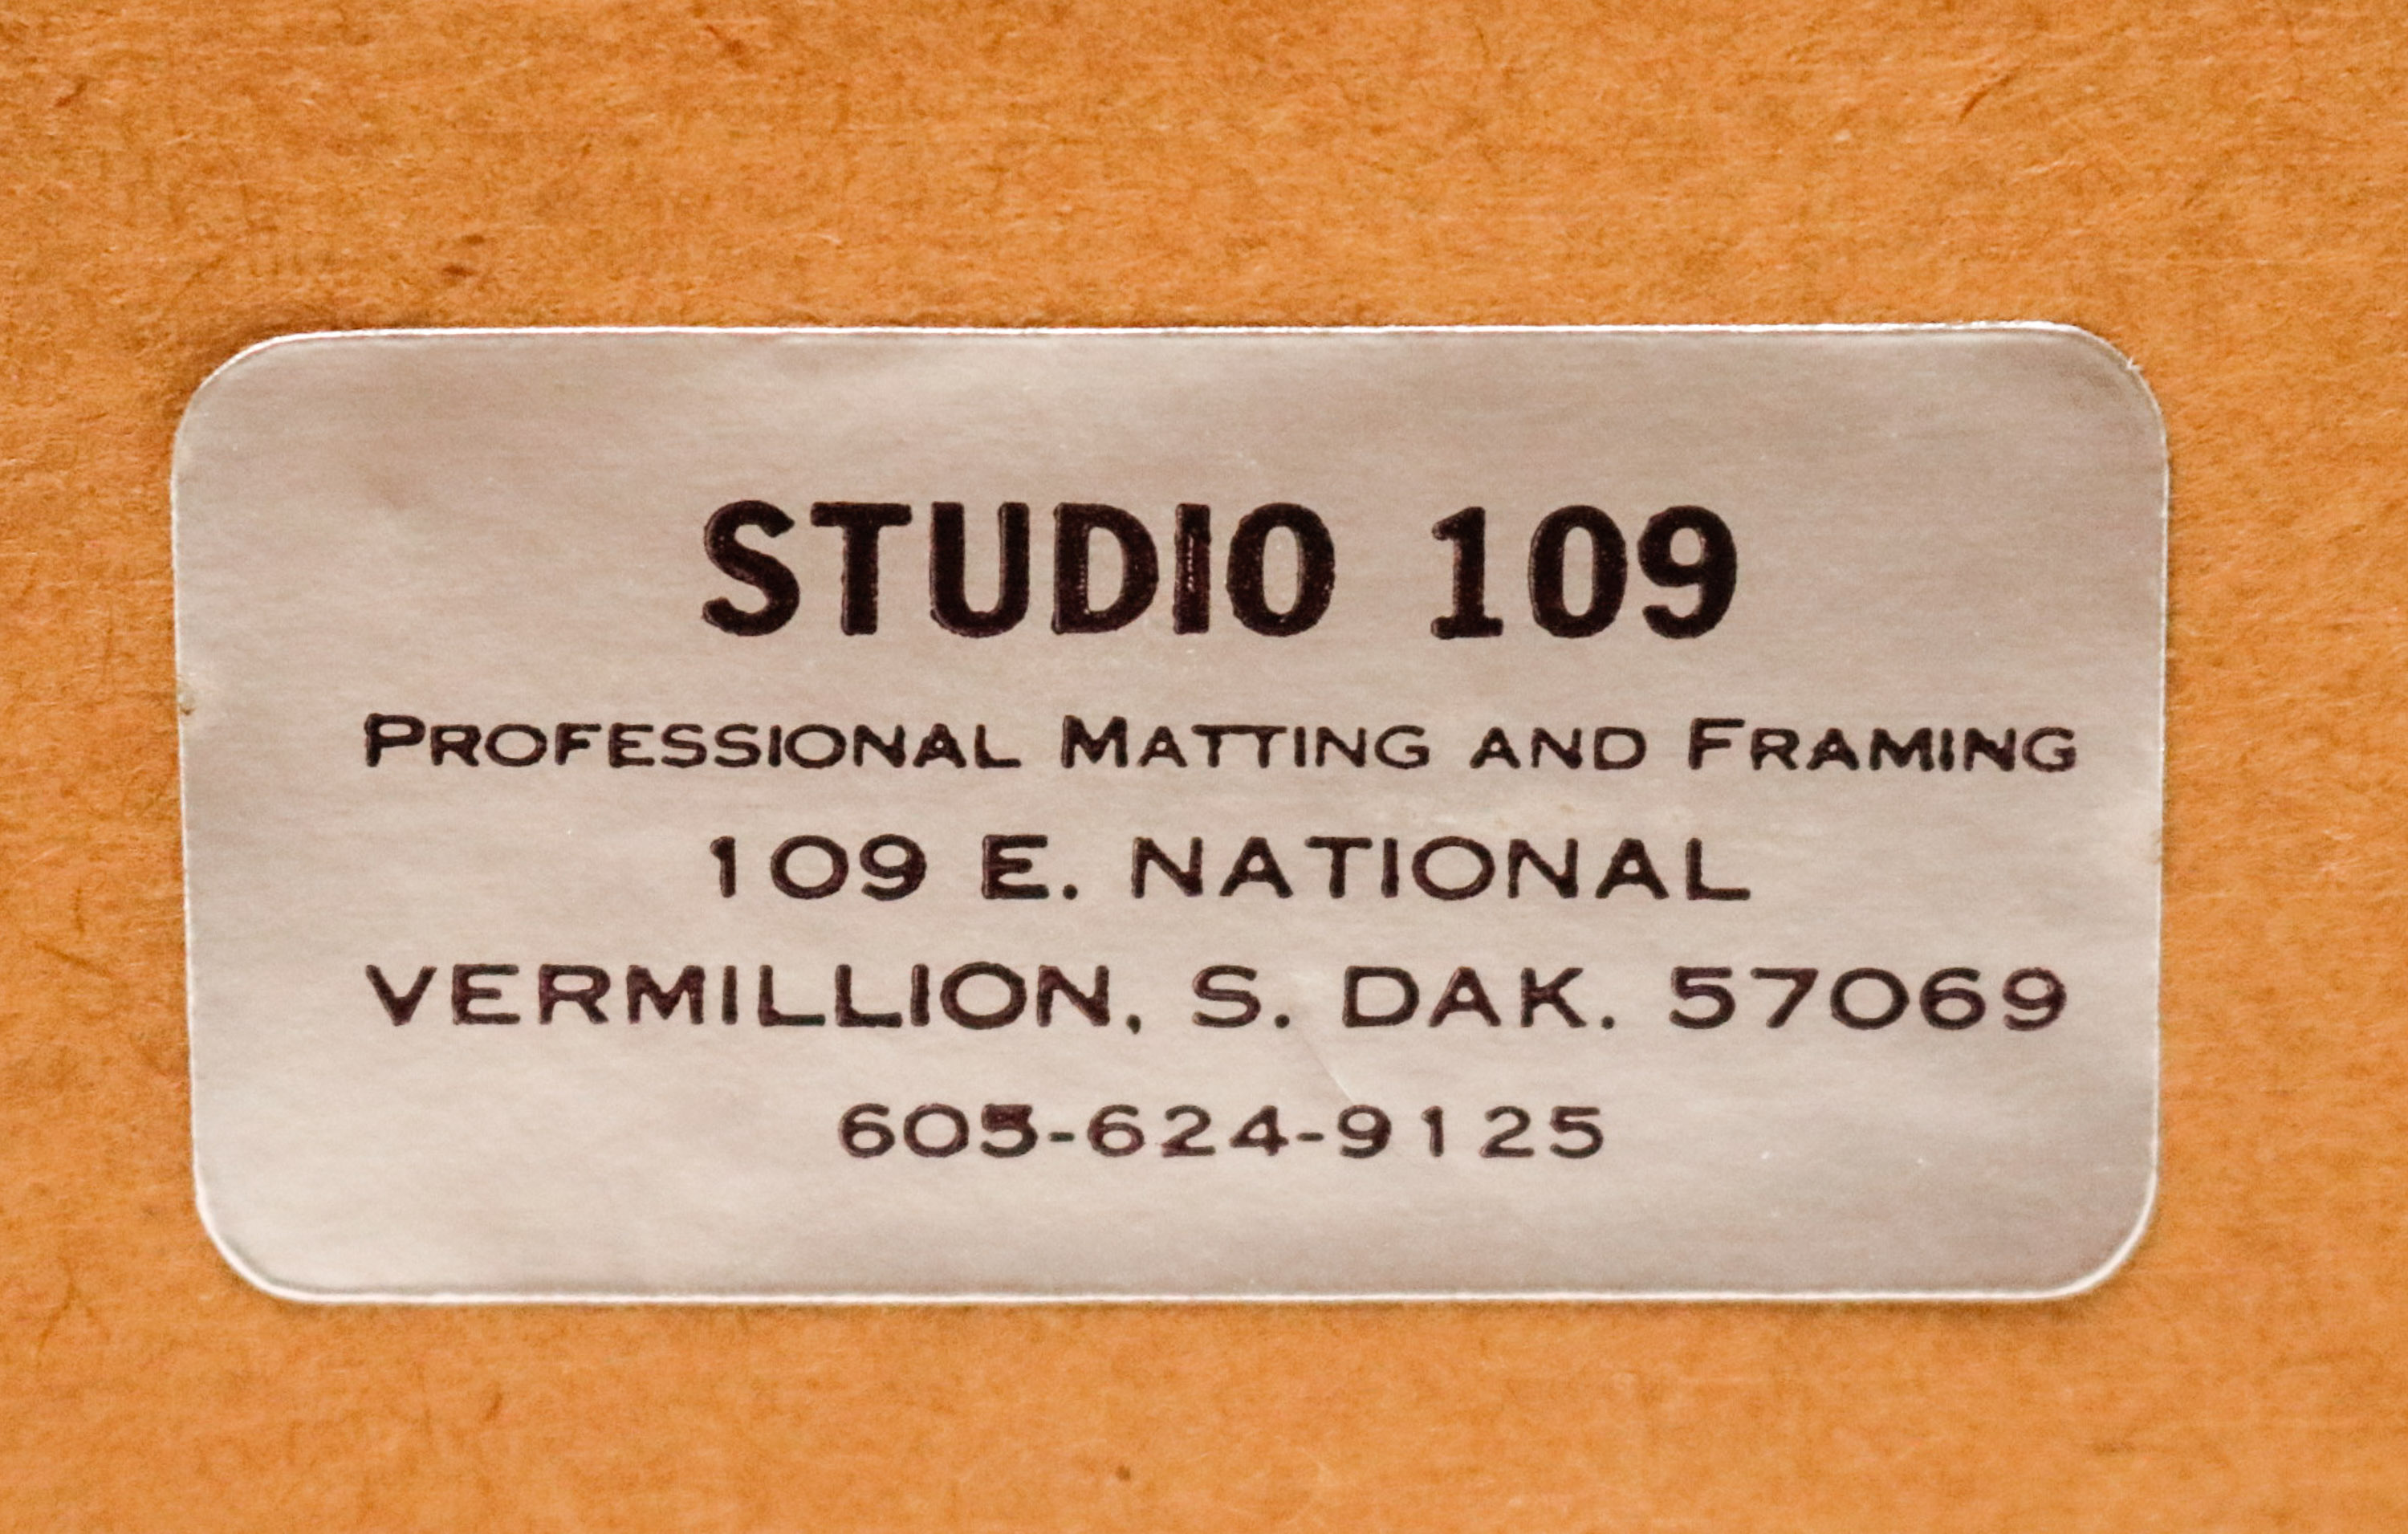 STUDIO 109
PROFESSIONAL MATTING AND FRAMING
109 E. NATIONAL
VERMILLION, S. DAK. 57069
605-624-9125